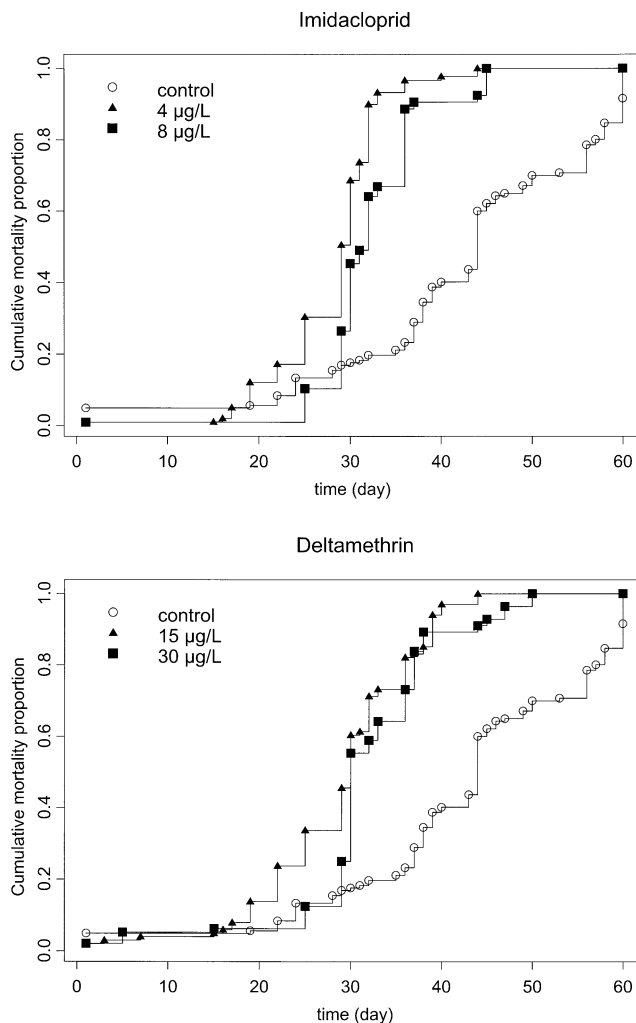 Imidacloprid
control
4 µg/L
8 µg/L
Cumulative mortality proportion
0.0 0.2 0.4 0.6 0.8 1.0
0 10 20 30 40 50 60
time (day)
Deltamethrin
control
15 µg/L
30 µg/L
Cumulative mortality proportion
0.0 0.2 0.4 0.6 0.8 1.0
0 10 20 30 40 50 60
time (day)